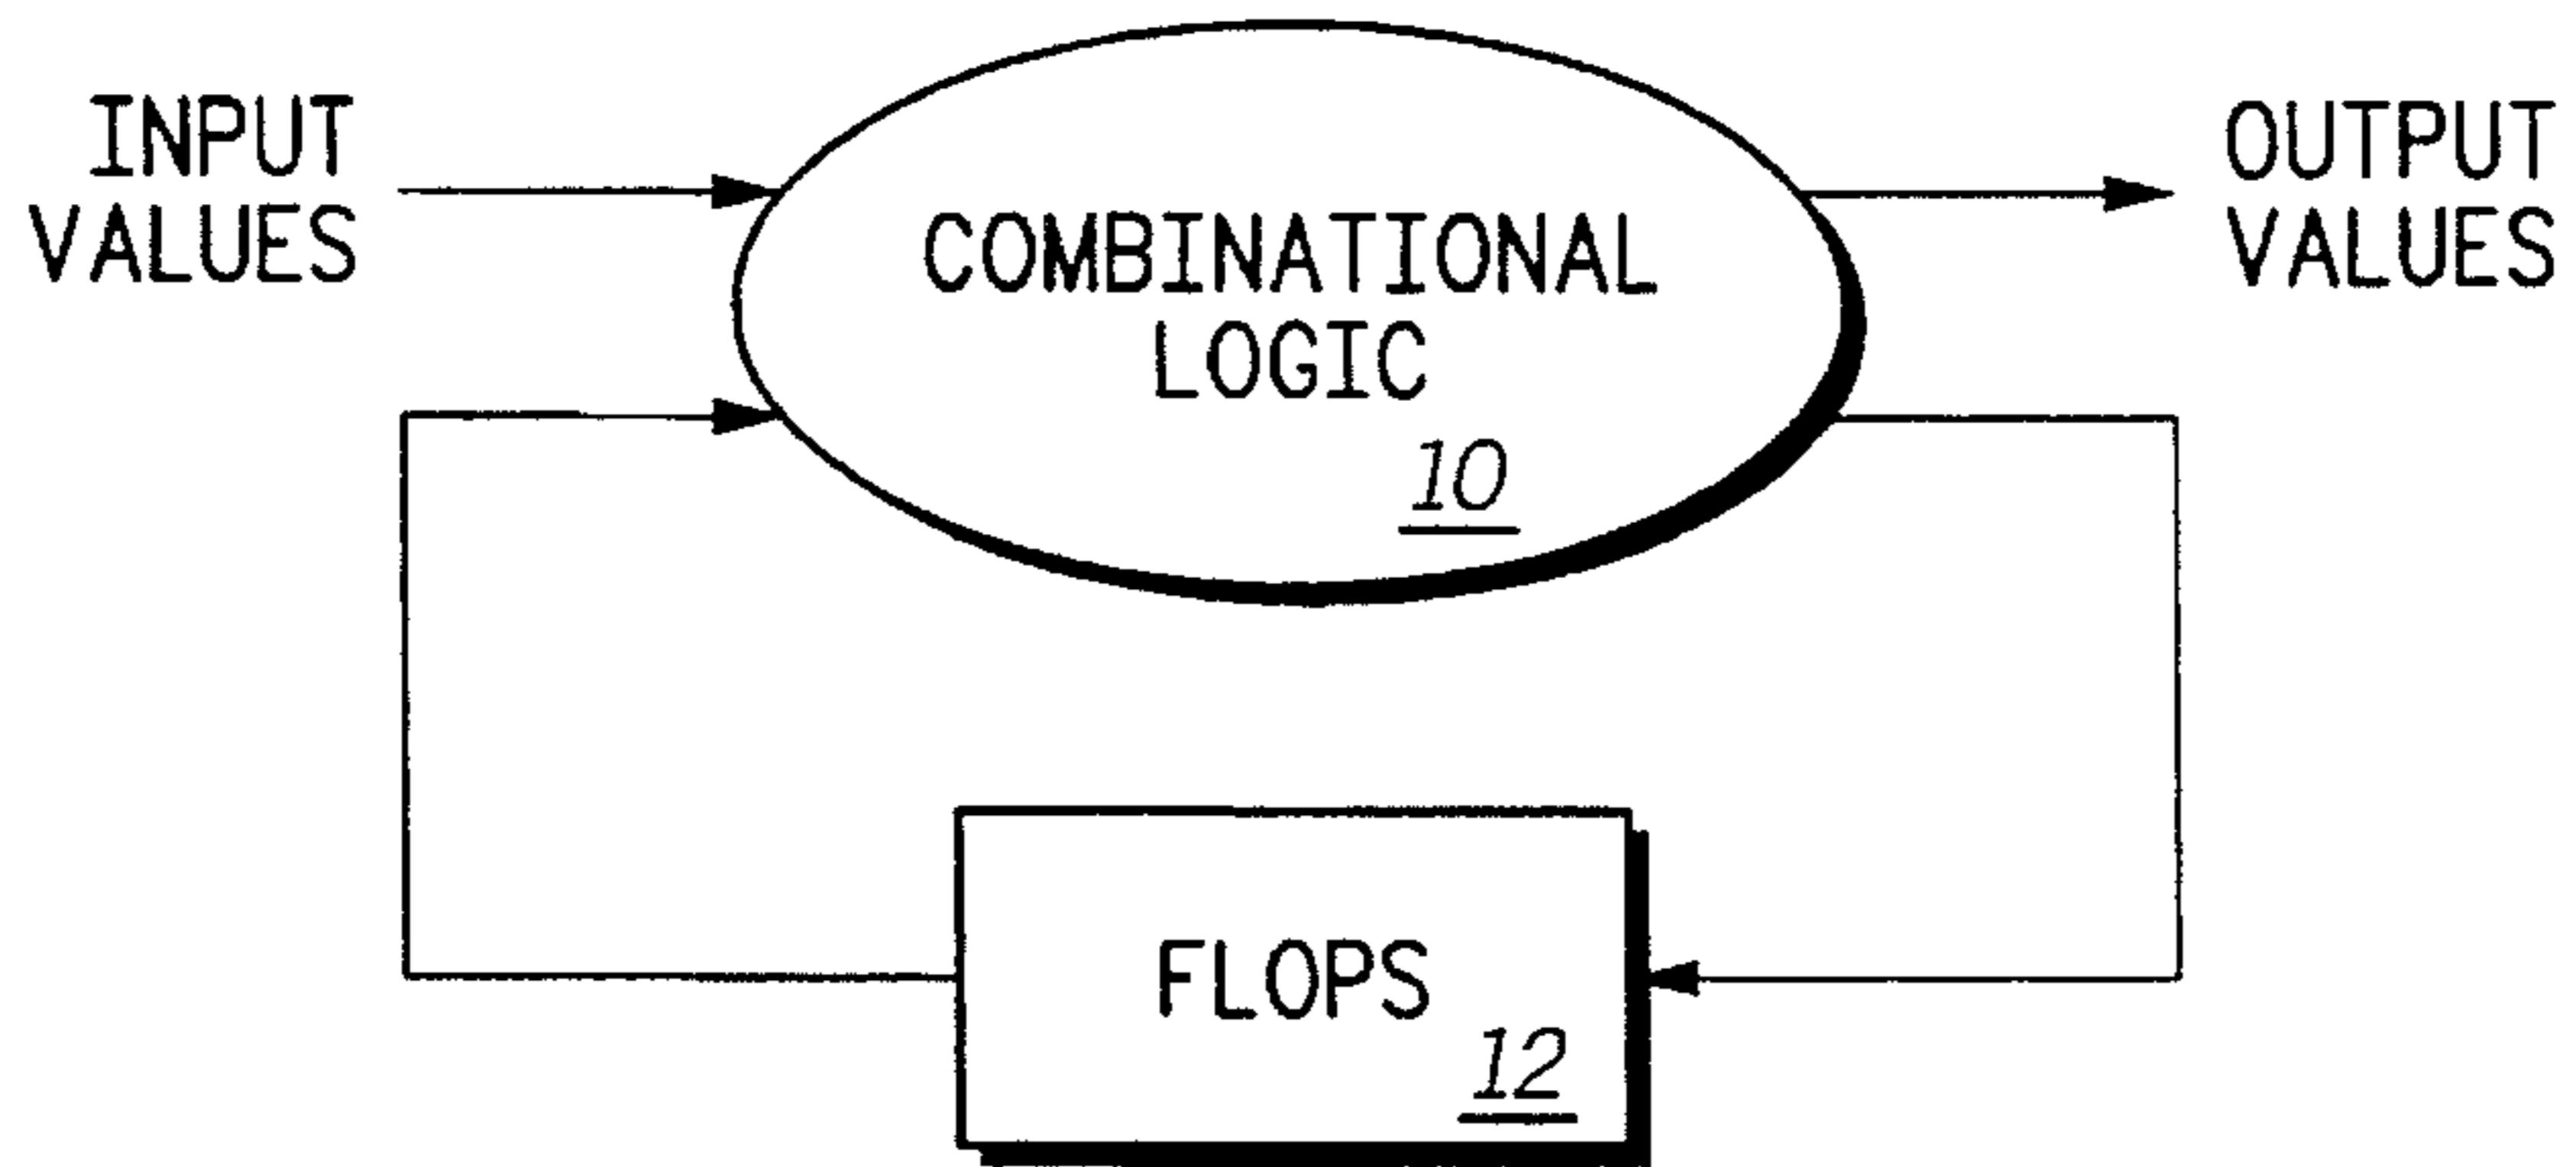 INPUT
VALUES
COMBINATIONAL
LOGIC
10
OUTPUT
VALUES
FLOPS
12